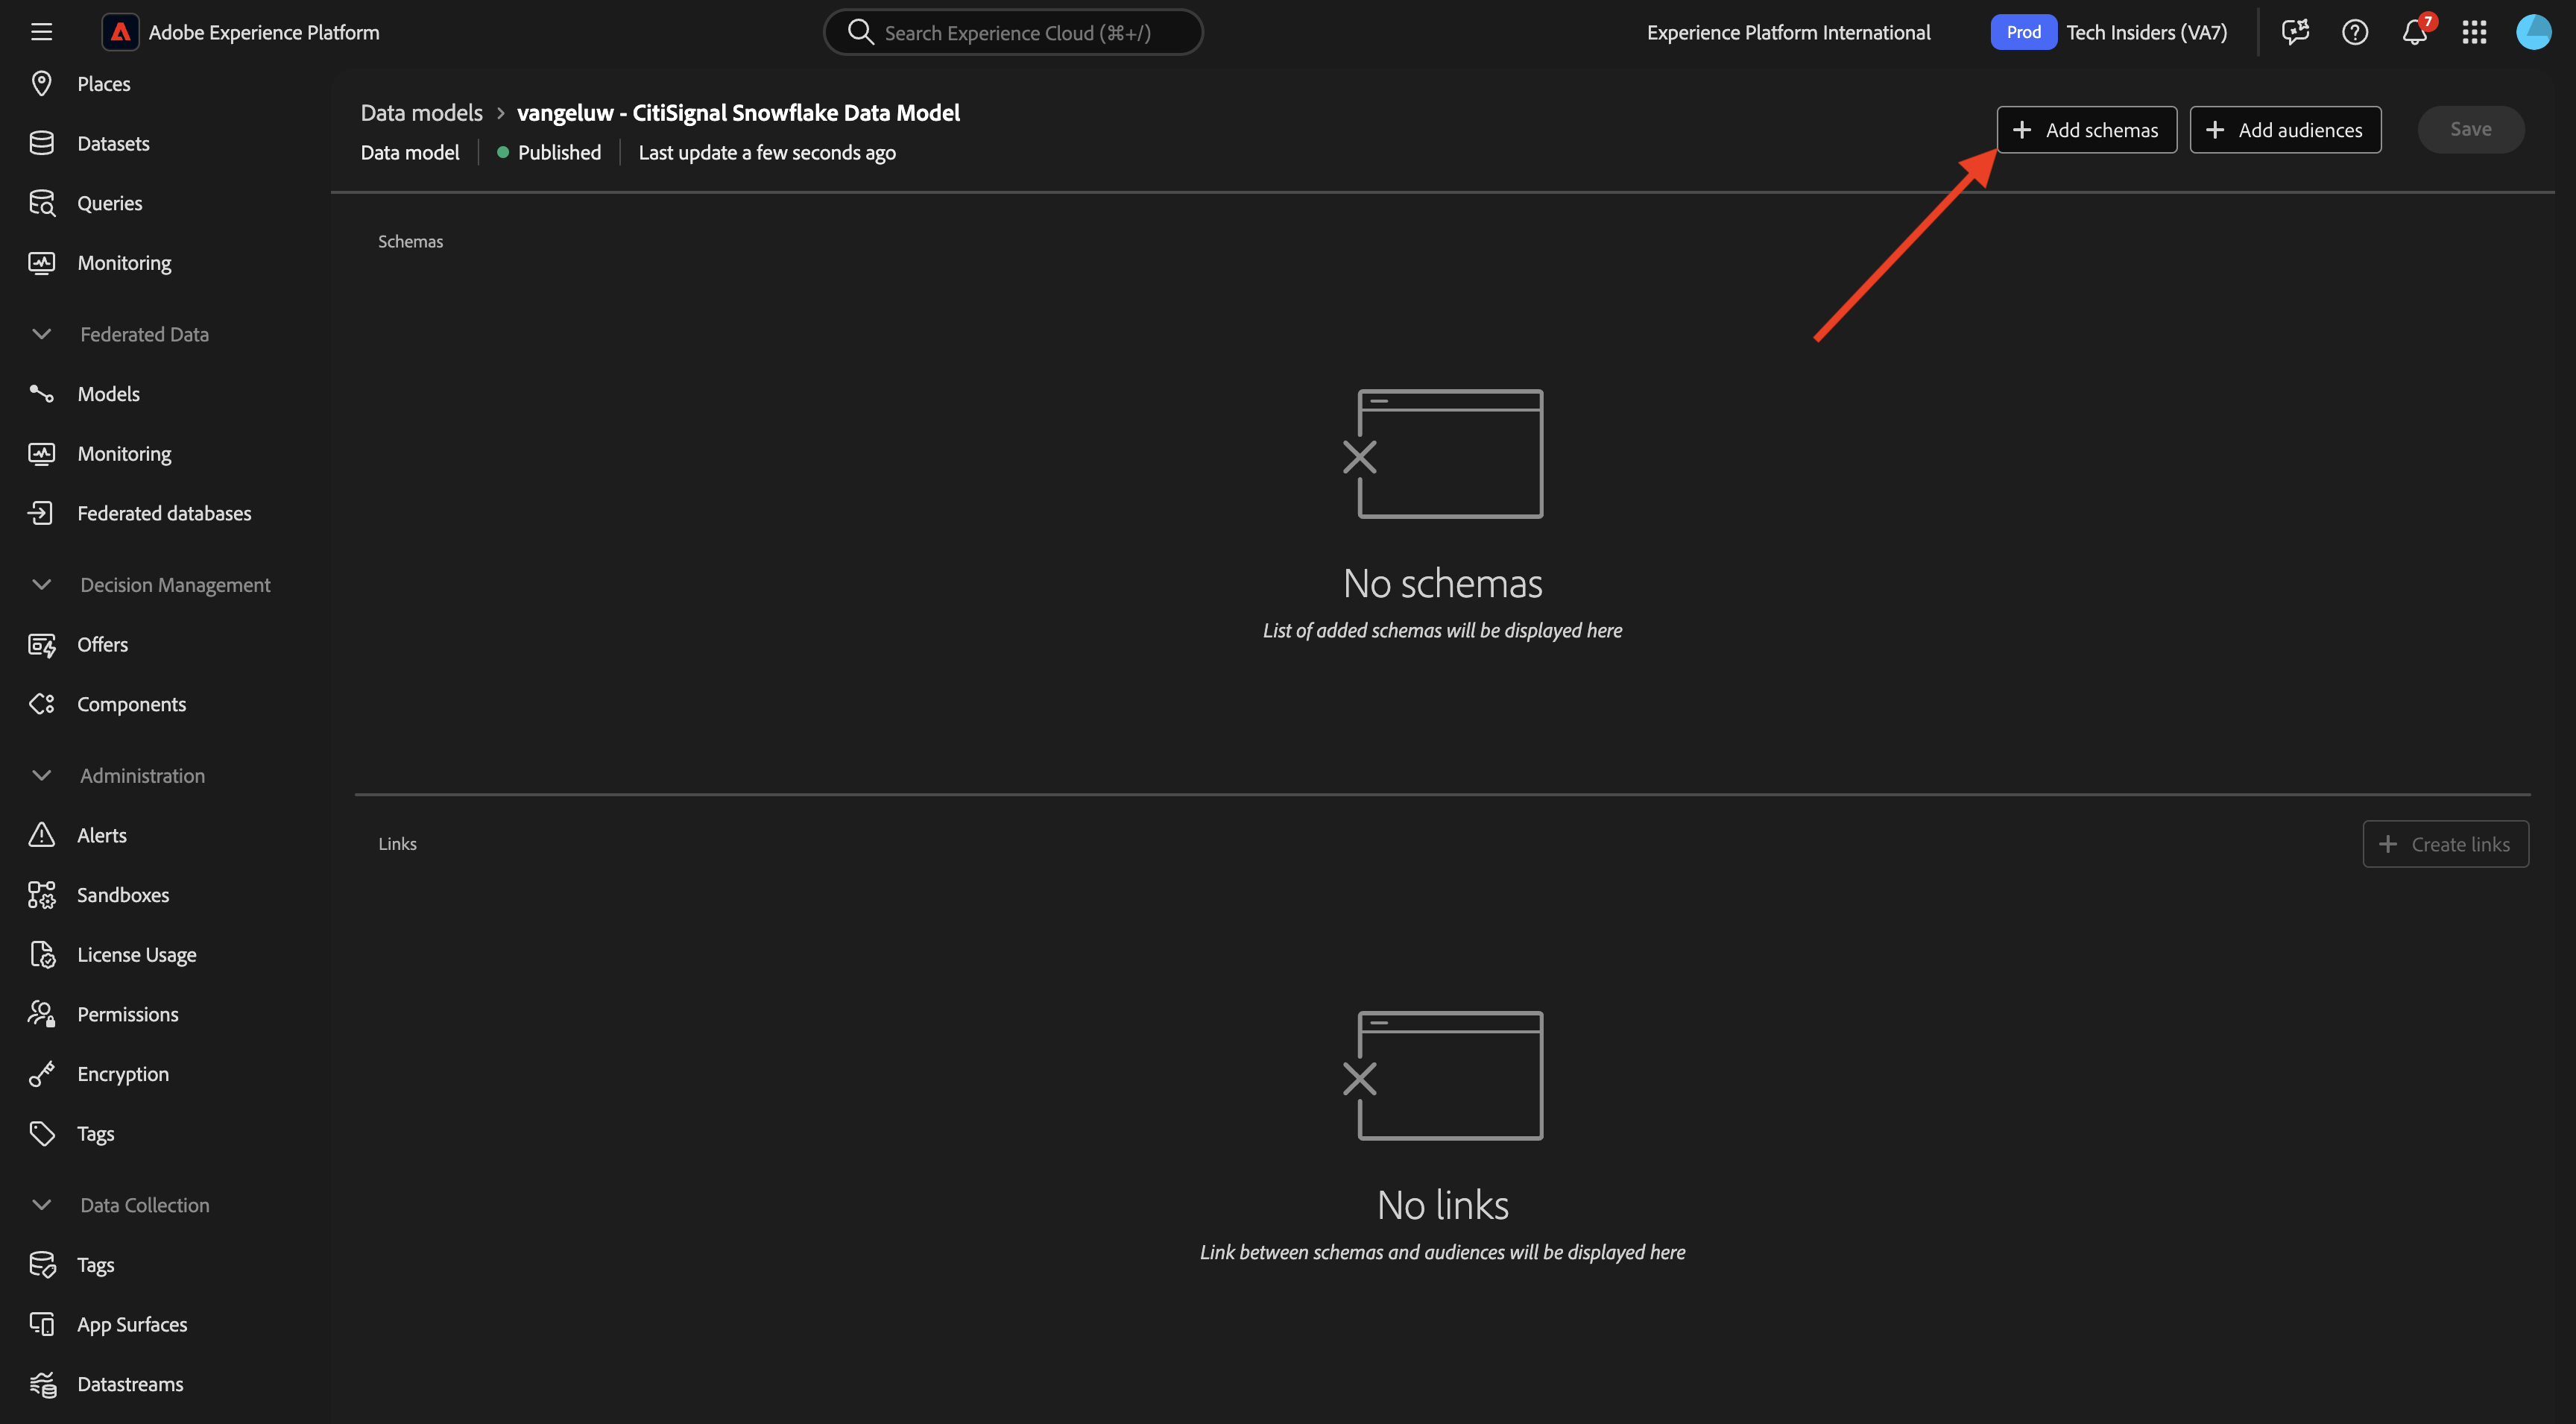 Adobe Experience Platform
Search Experience Cloud (⌘+/)
Experience Platform International
Prod
Tech Insiders (VA7)
7
Places
Datasets
Queries
Monitoring
Federated Data
Models
Monitoring
Federated databases
Decision Management
Offers
Components
Administration
Alerts
Sandboxes
License Usage
Permissions
Encryption
Tags
Data Collection
Tags
App Surfaces
Datastreams
Data models > vangeluw - CitiSignal Snowflake Data Model
Data model
Published
Last update a few seconds ago
+ Add schemas
+ Add audiences
Save
Schemas
No schemas
List of added schemas will be displayed here
Links
+ Create links
No links
Link between schemas and audiences will be displayed here